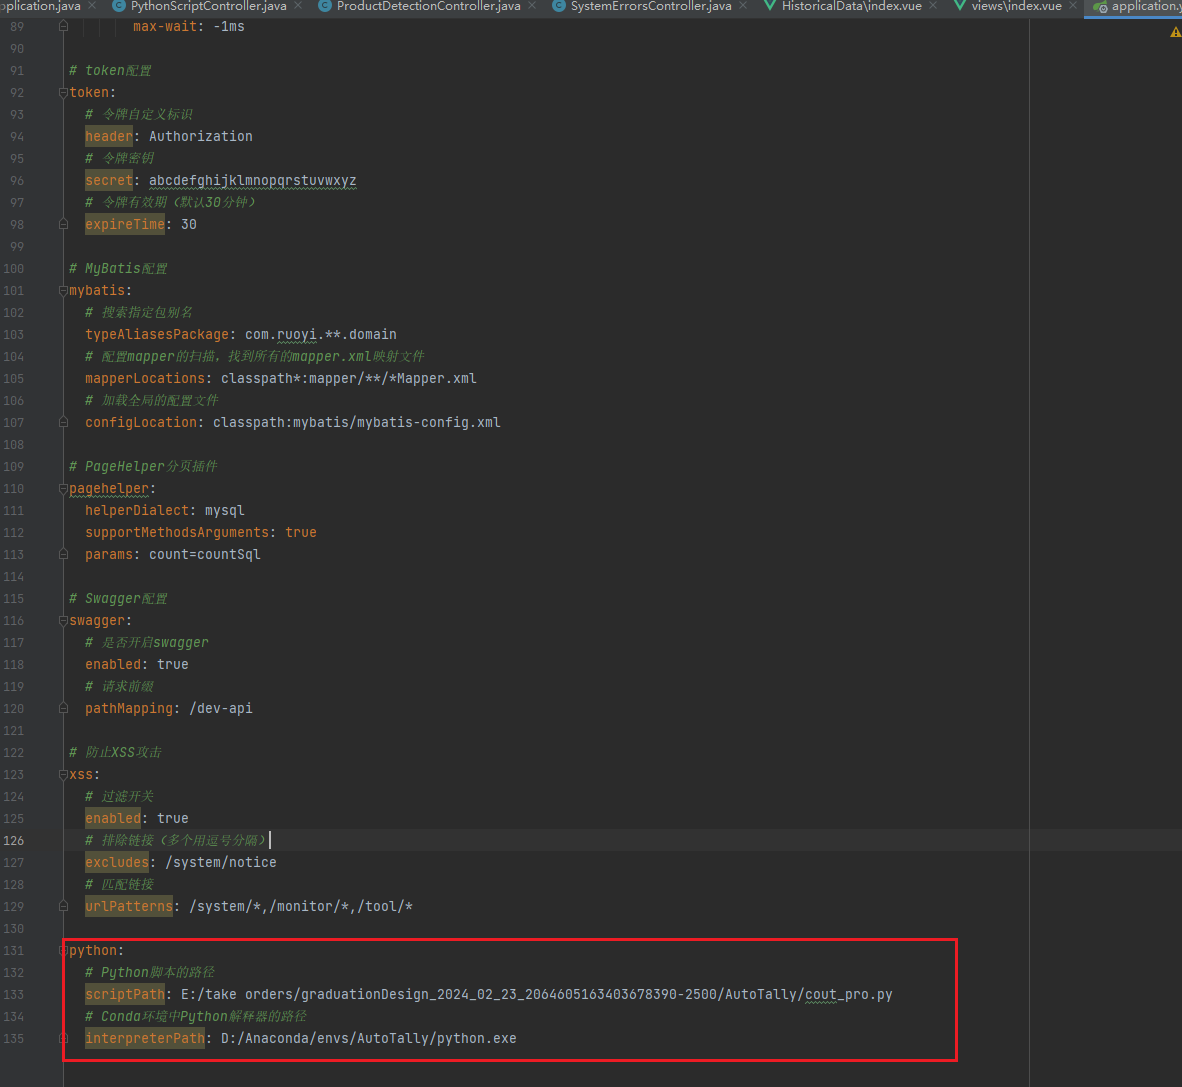 pplication.java PythonScriptController.java ProductDetectionController.java SystemErrorsController.java HistoricalData\index.vue views\index.vue application.y
89 max-wait: -1ms
90
91 # token配置
92 token:
93 # 令牌自定义标识
94 header: Authorization
95 # 令牌密钥
96 secret: abcdefghijklmnopqrstuvwxyz
97 # 令牌有效期（默认30分钟）
98 expireTime: 30
99
100 # MyBatis配置
101 mybatis:
102 # 搜索指定包别名
103 typeAliasesPackage: com.ruoyi.**.domain
104 # 配置mapper的扫描，找到所有的mapper.xml映射文件
105 mapperLocations: classpath*:mapper/**/*Mapper.xml
106 # 加载全局的配置文件
107 configLocation: classpath:mybatis/mybatis-config.xml
108
109 # PageHelper分页插件
110 pagehelper:
111 helperDialect: mysql
112 supportMethodsArguments: true
113 params: count=countSql
114
115 # Swagger配置
116 swagger:
117 # 是否开启swagger
118 enabled: true
119 # 请求前缀
120 pathMapping: /dev-api
121
122 # 防止XSS攻击
123 xss:
124 # 过滤开关
125 enabled: true
126 # 排除链接（多个用逗号分隔）
127 excludes: /system/notice
128 # 匹配链接
129 urlPatterns: /system/*,/monitor/*,/tool/*
130
131 python:
132 # Python脚本的路径
133 scriptPath: E:/take orders/graduationDesign_2024_02_23_2064605163403678390-2500/AutoTally/cout_pro.py
134 # Conda环境中Python解释器的路径
135 interpreterPath: D:/Anaconda/envs/AutoTally/python.exe